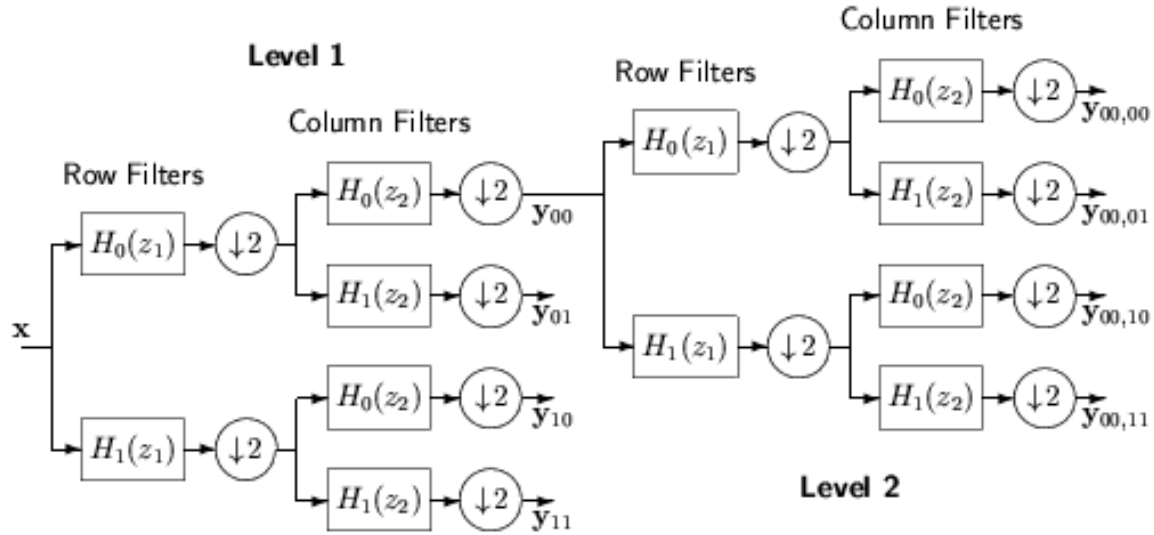 Column Filters
Level 1
Row Filters
H₀(z₂) ↓2 y₀₀,₀₀
Column Filters
H₀(z₁) ↓2
Row Filters
H₀(z₂) ↓2 y₀₀
H₁(z₂) ↓2 y₀₀,₀₁
H₀(z₁) ↓2
H₁(z₂) ↓2 y₀₁
H₀(z₂) ↓2 y₀₀,₁₀
x
H₁(z₁) ↓2
H₀(z₂) ↓2 y₁₀
H₁(z₂) ↓2 y₀₀,₁₁
H₁(z₁) ↓2
H₁(z₂) ↓2 y₁₁
Level 2